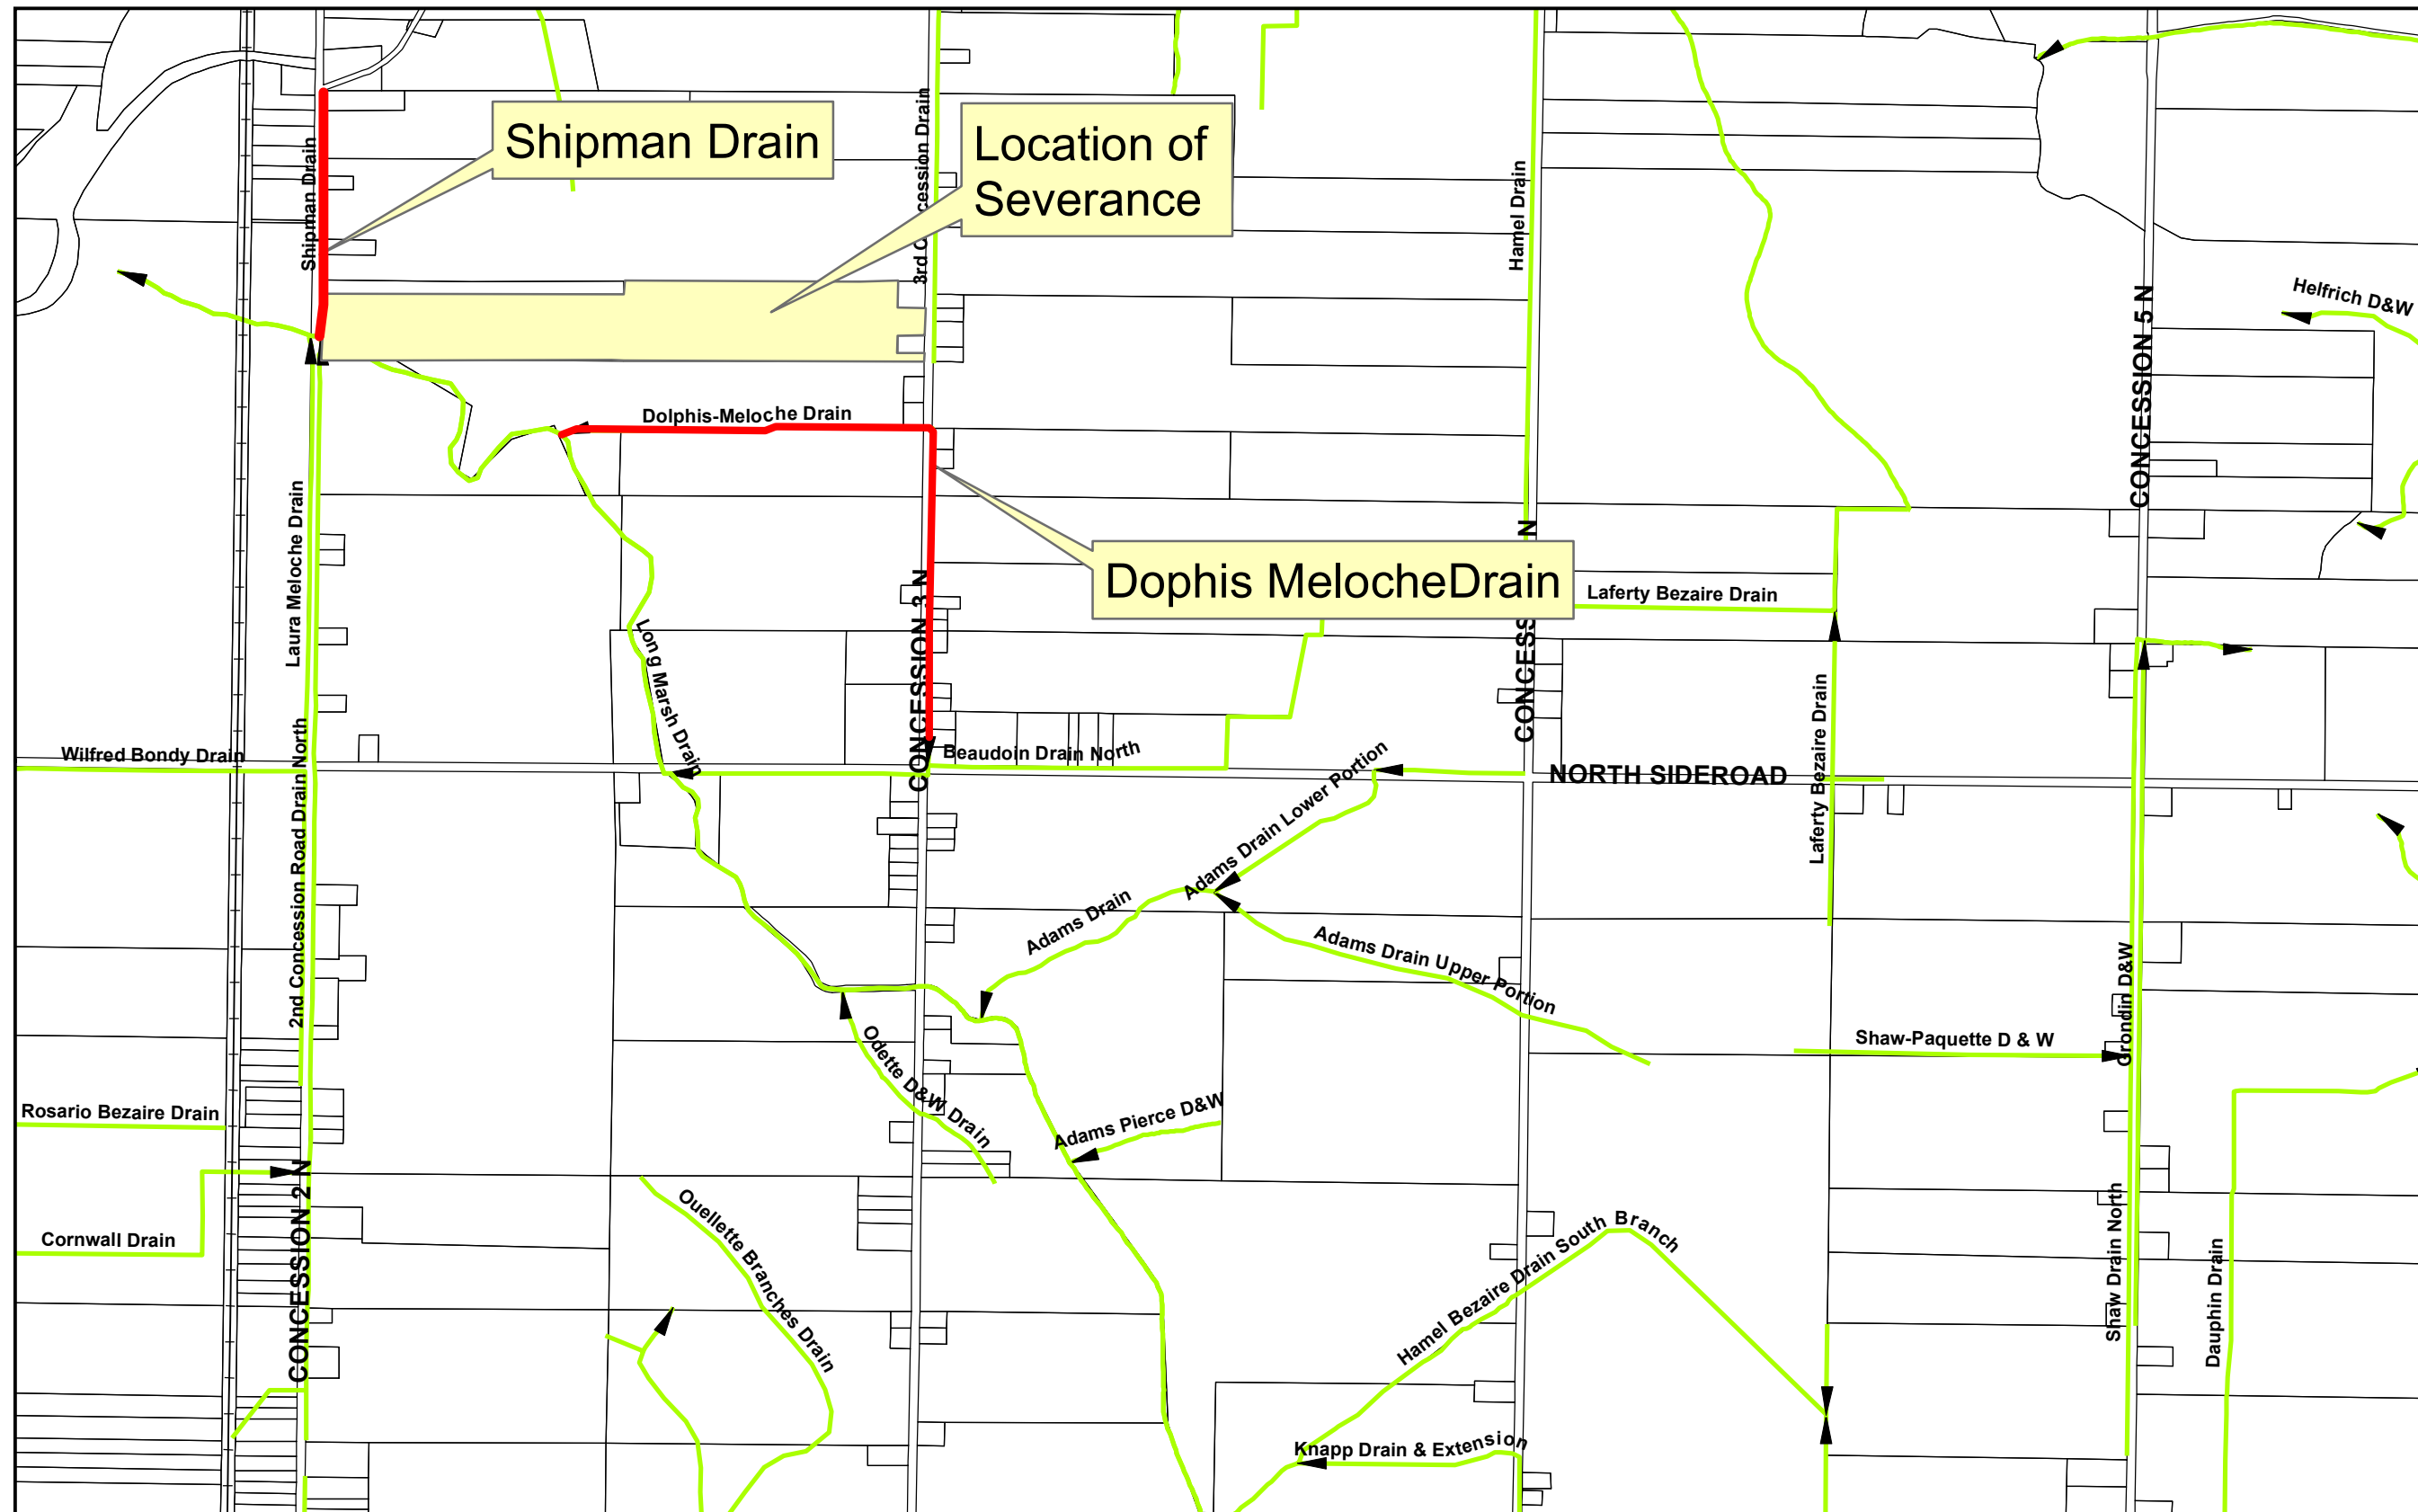 Shipman Drain
Location of
Severance
Shipman Drain
3rd C cession Drain
Hamel Drain
Helfrich D&W
CONCESSION 5 N
Dolphis-Meloche Drain
Laura Meloche Drain
Dophis MelocheDrain
Laferty Bezaire Drain
CONCESSION 3 N
CONCESS N
Long Marsh Drain
Laferty Bezaire Drain
Wilfred Bondy Drain
Beaudoin Drain North
NORTH SIDEROAD
2nd Concession Road Drain North
Adams Drain Lower Portion
Adams Drain
Adams Drain Upper Portion
Grondin D&W
Shaw-Paquette D & W
Odette D&W Drain
Rosario Bezaire Drain
Adams Pierce D&W
CONCESSION 2 N
Cornwall Drain
Ouellette Branches Drain
Hamel Bezaire Drain South Branch
Shaw Drain North
Dauphin Drain
Knapp Drain & Extension